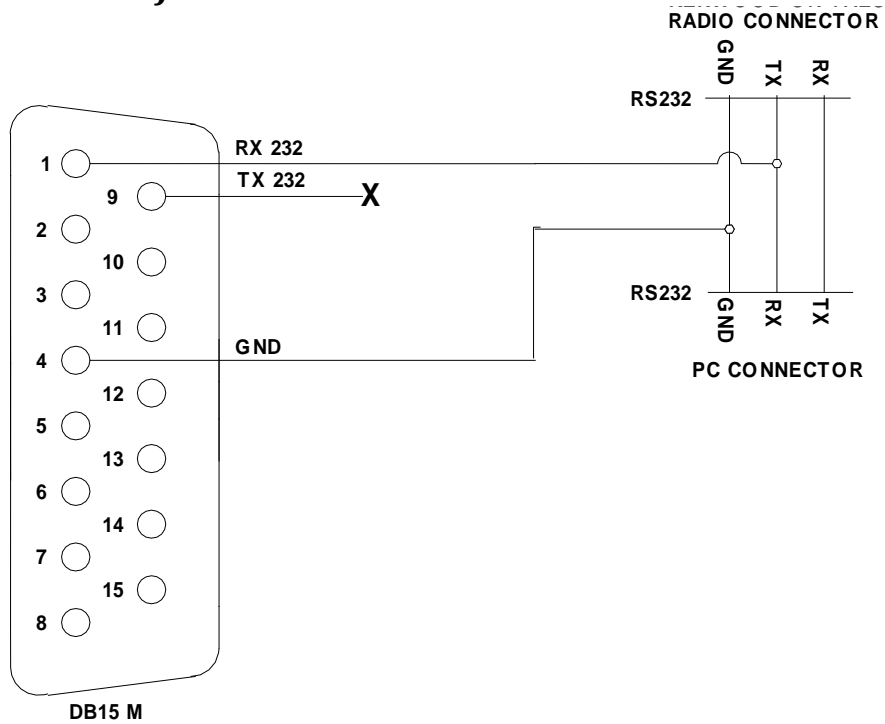 RADIO CONNECTOR
GND TX RX
RS232
1
RX 232
9
TX 232
X
2
10
3
RS232
11
GND RX TX
4
GND
PC CONNECTOR
12
5
13
6
14
7
15
8
DB15 M